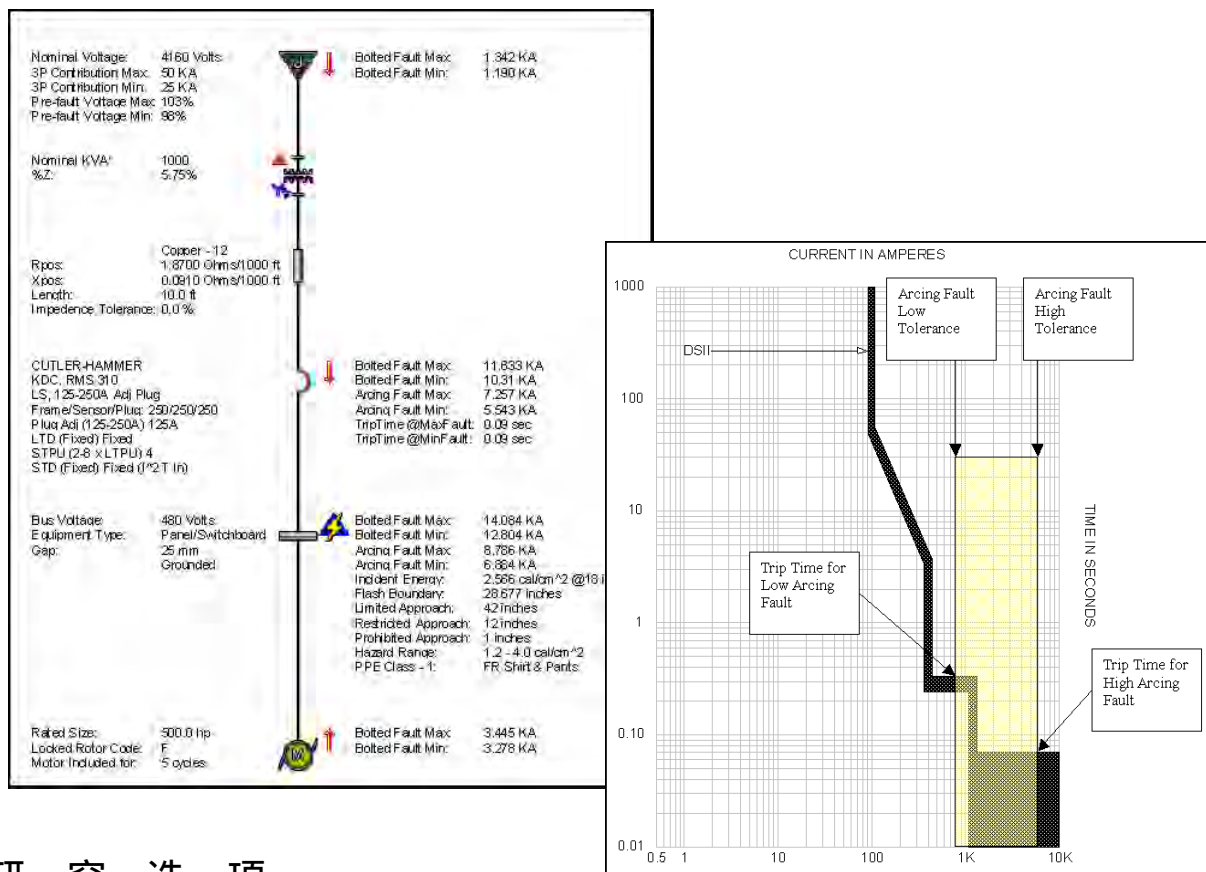 Nominal Voltage: 4160 Volts
3P Contribution Max: 50 KA
3P Contribution Min: 25 KA
Pre-fault Voltage Max: 103%
Pre-fault Voltage Min: 98%
Bolted Fault Max: 1.342 KA
Bolted Fault Min: 1.190 KA
Nominal KVA: 1000
%Z: 5.75%
Copper - 12
Rpos: 1.8700 Ohms/1000 ft
Xpos: 0.0910 Ohms/1000 ft
Length: 10.0 ft
Impedence Tolerance: 0.0 %
CUTLER-HAMMER
KDC, RMS 310
LS, 125-250A Adj Plug
Frame/Sensor/Plug: 250/250/250
Plug Adj (125-250A) 125A
LTD (Fixed) Fixed
STPU (2-8 x LTPU) 4
STD (Fixed) Fixed (I^2T In)
Bolted Fault Max: 11.633 KA
Bolted Fault Min: 10.31 KA
Arcing Fault Max: 7.257 KA
Arcing Fault Min: 5.543 KA
TripTime @MaxFault: 0.09 sec
TripTime @MinFault: 0.09 sec
Bus Voltage: 480 Volts
Equipment Type: Panel/Switchboard
Gap: 25 mm
Grounded
Bolted Fault Max: 14.084 KA
Bolted Fault Min: 12.804 KA
Arcing Fault Max: 8.786 KA
Arcing Fault Min: 6.884 KA
Incident Energy: 2.566 cal/cm^2 @18 i
Flash Boundary: 28.677 inches
Limited Approach: 42 inches
Restricted Approach: 12 inches
Prohibited Approach: 1 inches
Hazard Range: 1.2 - 4.0 cal/cm^2
PPE Class - 1: FR Shirt & Pants
Rated Size: 500.0 hp
Locked Rotor Code: F
Motor Included for: 5 cycles
Bolted Fault Max: 3.445 KA
Bolted Fault Min: 3.278 KA
CURRENT IN AMPERES
1000
100
10
1
0.10
0.01
0.5 1 10 100 1K 10K
TIME IN SECONDS
DSII
Arcing Fault
Low
Tolerance
Arcing Fault
High
Tolerance
Trip Time for
Low Arcing
Fault
Trip Time for
High Arcing
Fault
研 究 选 项